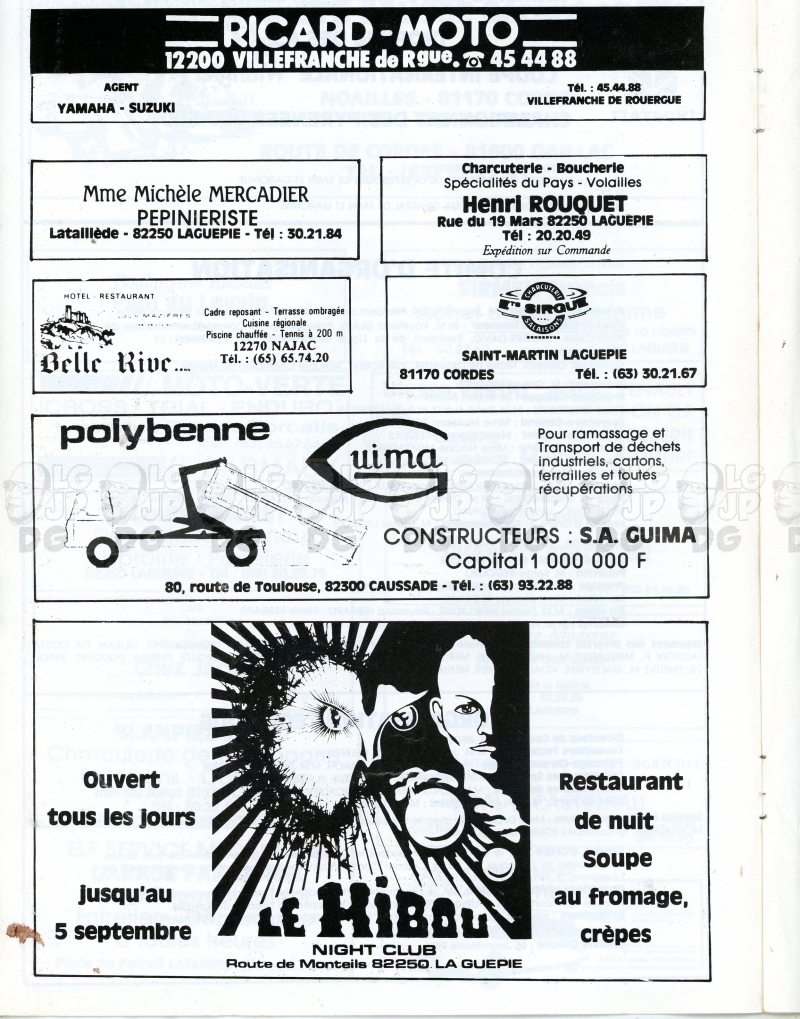 RICARD-MOTO
12200 VILLEFRANCHE de Rgue. ☎ 45 44 88
AGENT
YAMAHA - SUZUKI
Tél. : 45.44.88
VILLEFRANCHE DE ROUERGUE
Mme Michèle MERCADIER
PEPINIERISTE
Lataillède - 82250 LAGUEPIE - Tél : 30.21.84
Charcuterie - Boucherie
Spécialités du Pays - Volailles
Henri ROUQUET
Rue du 19 Mars 82250 LAGUEPIE
Tél : 20.20.49
Expédition sur Commande
HOTEL - RESTAURANT
Belle Rive....
Cadre reposant - Terrasse ombragée
Cuisine régionale
Piscine chauffée - Tennis à 200 m
12270 NAJAC
Tél. : (65) 65.74.20
CHARCUTERIE
ETS SIRGUE
SALAISONS
CONSERVES
SAINT-MARTIN LAGUEPIE
81170 CORDES
Tél. : (63) 30.21.67
polybenne
Guima
Pour ramassage et
Transport de déchets
industriels, cartons,
ferrailles et toutes
récupérations
CONSTRUCTEURS : S.A. GUIMA
Capital 1 000 000 F
80, route de Toulouse, 82300 CAUSSADE - Tél. : (63) 93.22.88
Ouvert
tous les jours
jusqu'au
5 septembre
LE HIBOU
NIGHT CLUB
Route de Monteils 82250 LA GUEPIE
Restaurant
de nuit
Soupe
au fromage,
crèpes
LG
JP
DG